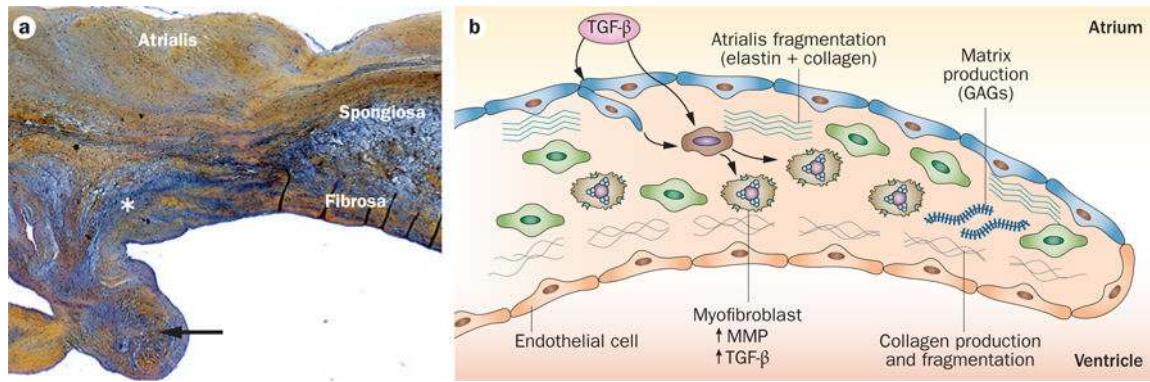 a
Atrialis
Spongiosa
*
Fibrosa
b
TGF-β
Atrialis fragmentation
(elastin + collagen)
Atrium
Matrix
production
(GAGs)
Endothelial cell
Myofibroblast
↑ MMP
↑ TGF-β
Collagen production
and fragmentation
Ventricle